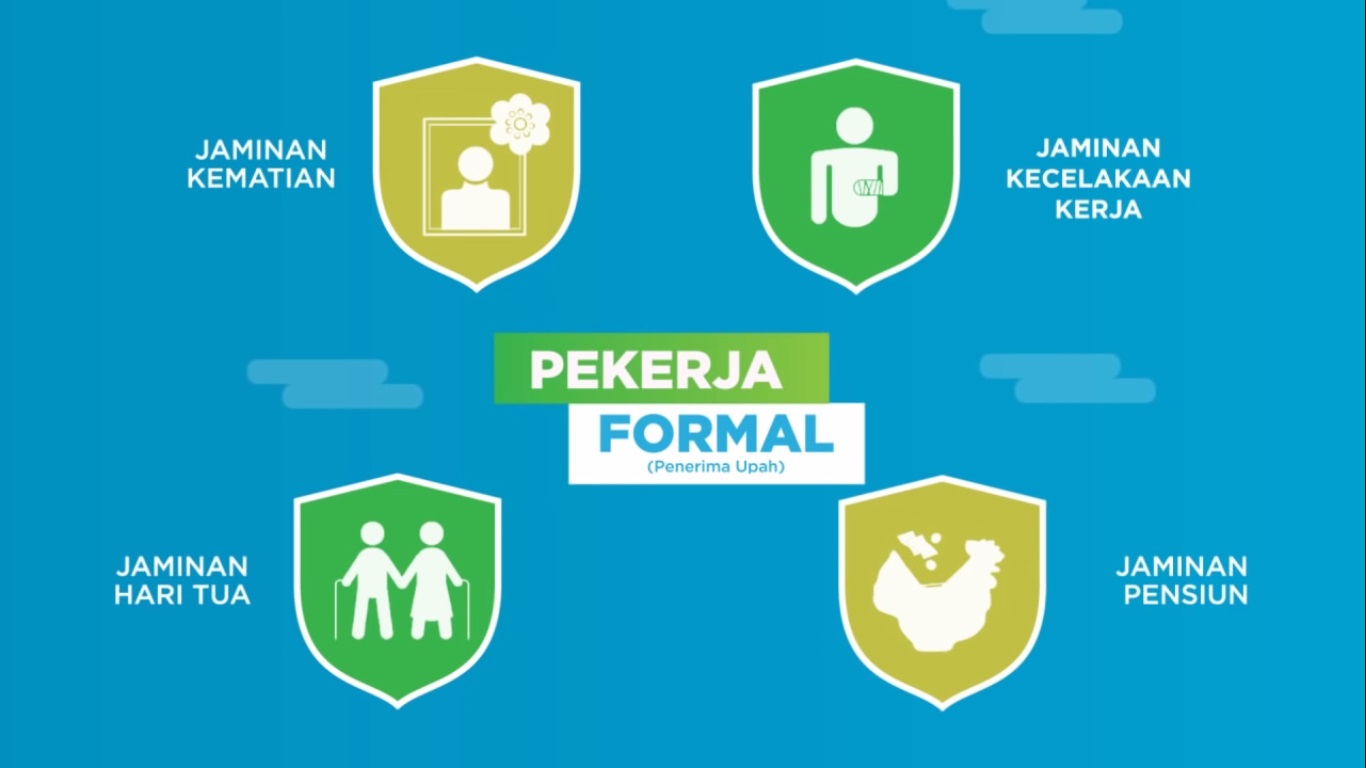 JAMINAN
KEMATIAN
JAMINAN
KECELAKAAN
KERJA
PEKERJA
FORMAL
(Penerima Upah)
JAMINAN
HARI TUA
JAMINAN
PENSIUN